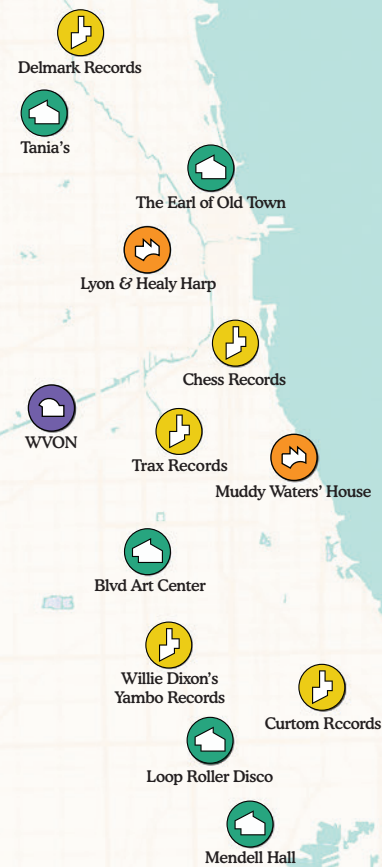 Delmark Records
Tania's
The Earl of Old Town
Lyon & Healy Harp
Chess Records
WVON
Trax Records
Muddy Waters' House
Blvd Art Center
Willie Dixon's
Yambo Records
Curtom Rccords
Loop Roller Disco
Mendell Hall